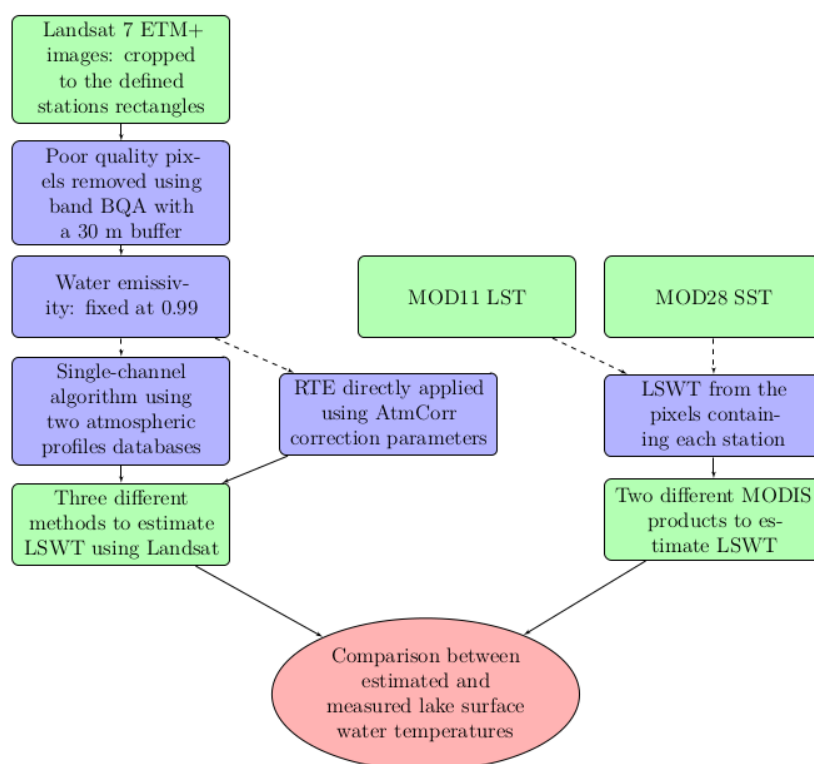 Landsat 7 ETM+
images: cropped
to the defined
stations rectangles
Poor quality pix-
els removed using
band BQA with
a 30 m buffer
Water emissiv-
ity: fixed at 0.99
MOD11 LST
MOD28 SST
Single-channel
algorithm using
two atmospheric
profiles databases
RTE directly applied
using AtmCorr
correction parameters
LSWT from the
pixels contain-
ing each station
Three different
methods to estimate
LSWT using Landsat
Two different MODIS
products to es-
timate LSWT
Comparison between
estimated and
measured lake surface
water temperatures